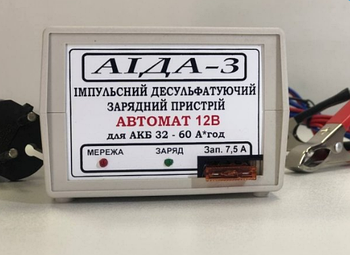 АІДА-3
ІМПУЛЬСНИЙ ДЕСУЛЬФАТУЮЧИЙ
ЗАРЯДНИЙ ПРИСТРІЙ
АВТОМАТ 12В
для АКБ 32 - 60 А*год
МЕРЕЖА ЗАРЯД Зап. 7,5 А